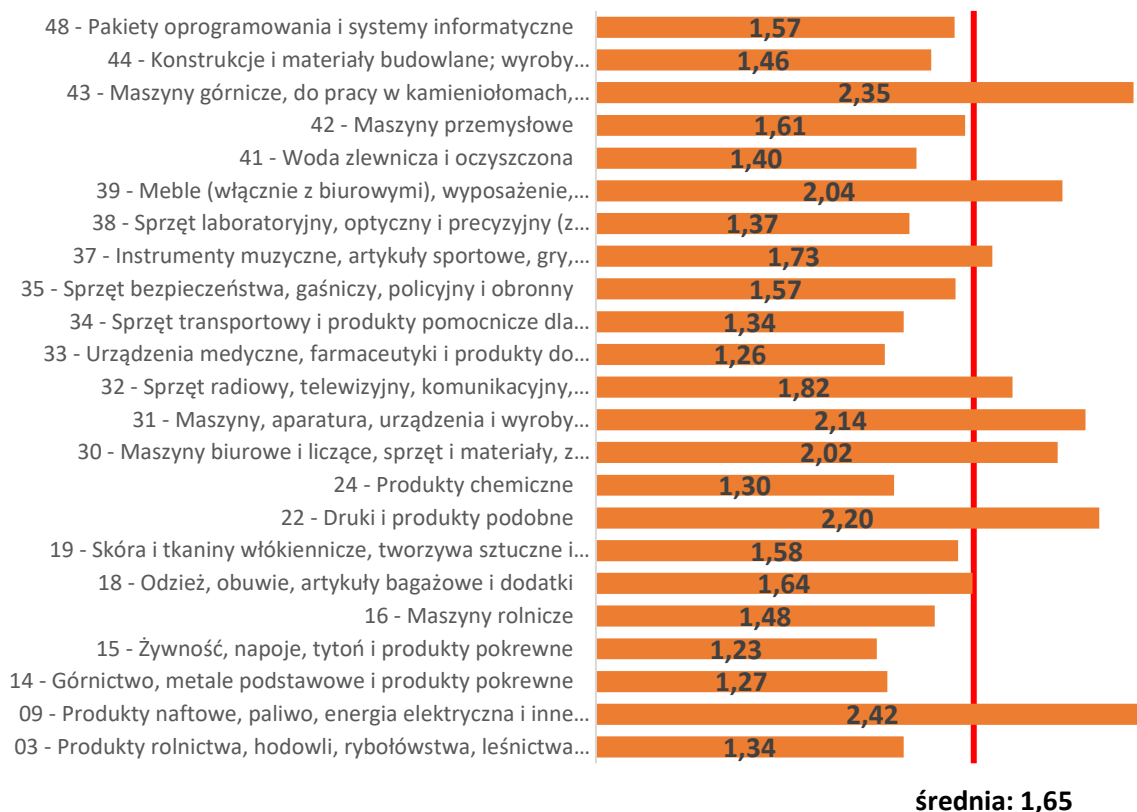 48 - Pakiety oprogramowania i systemy informatyczne 1,57
44 - Konstrukcje i materiały budowlane; wyroby... 1,46
43 - Maszyny górnicze, do pracy w kamieniołomach,... 2,35
42 - Maszyny przemysłowe 1,61
41 - Woda zlewnicza i oczyszczona 1,40
39 - Meble (włącznie z biurowymi), wyposażenie,... 2,04
38 - Sprzęt laboratoryjny, optyczny i precyzyjny (z... 1,37
37 - Instrumenty muzyczne, artykuły sportowe, gry,... 1,73
35 - Sprzęt bezpieczeństwa, gaśniczy, policyjny i obronny 1,57
34 - Sprzęt transportowy i produkty pomocnicze dla... 1,34
33 - Urządzenia medyczne, farmaceutyki i produkty do... 1,26
32 - Sprzęt radiowy, telewizyjny, komunikacyjny,... 1,82
31 - Maszyny, aparatura, urządzenia i wyroby... 2,14
30 - Maszyny biurowe i liczące, sprzęt i materiały, z... 2,02
24 - Produkty chemiczne 1,30
22 - Druki i produkty podobne 2,20
19 - Skóra i tkaniny włókiennicze, tworzywa sztuczne i... 1,58
18 - Odzież, obuwie, artykuły bagażowe i dodatki 1,64
16 - Maszyny rolnicze 1,48
15 - Żywność, napoje, tytoń i produkty pokrewne 1,23
14 - Górnictwo, metale podstawowe i produkty pokrewne 1,27
09 - Produkty naftowe, paliwo, energia elektryczna i inne... 2,42
03 - Produkty rolnictwa, hodowli, rybołówstwa, leśnictwa... 1,34
średnia: 1,65